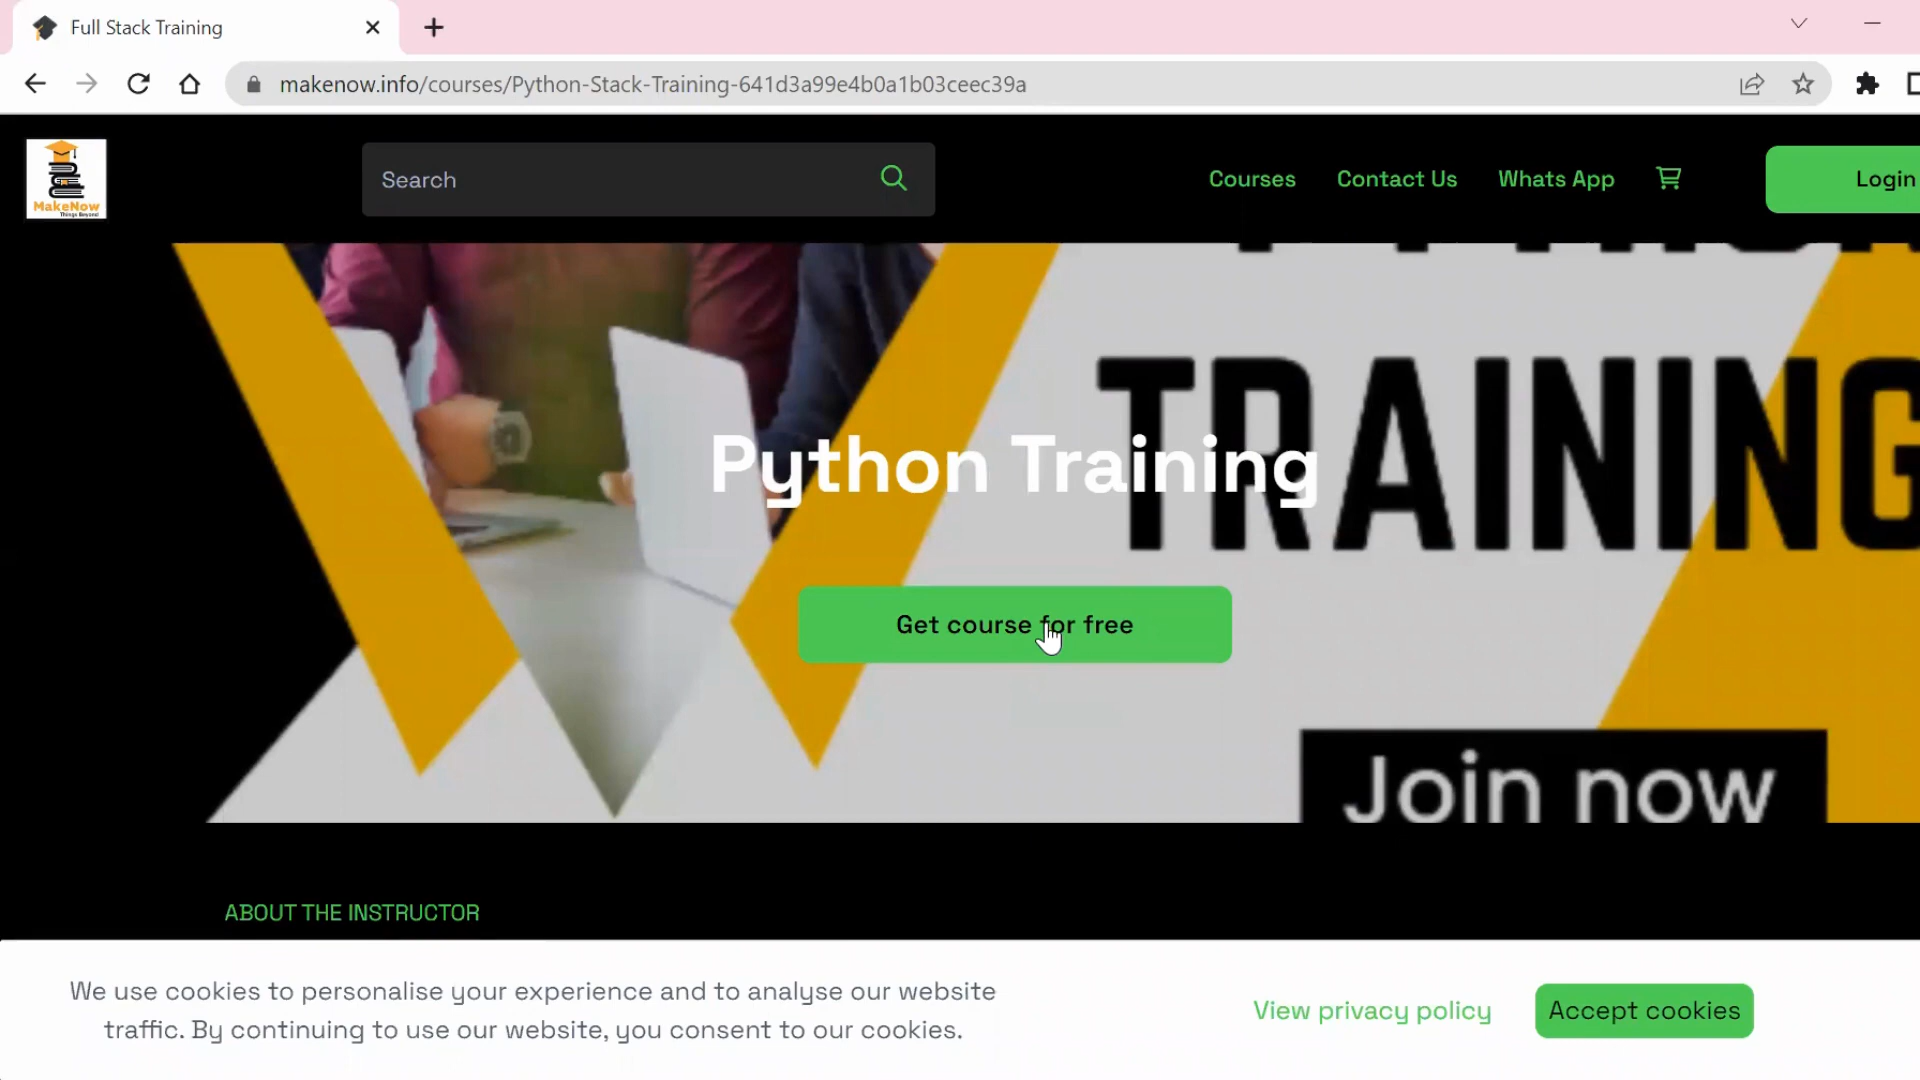 Full Stack Training
makenow.info/courses/Python-Stack-Training-641d3a99e4b0a1b03ceec39a
MakeNow
Things Beyond
Search
Courses
Contact Us
Whats App
Login
TRAINING
Python Training
Get course for free
Join now
ABOUT THE INSTRUCTOR
We use cookies to personalise your experience and to analyse our website
traffic. By continuing to use our website, you consent to our cookies.
View privacy policy
Accept cookies